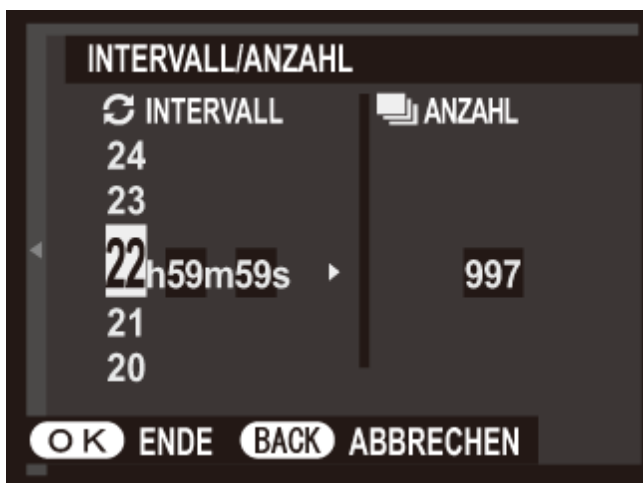 INTERVALL/ANZAHL
INTERVALL
ANZAHL
24
23
22h59m59s
997
21
20
OK ENDE BACK ABBRECHEN